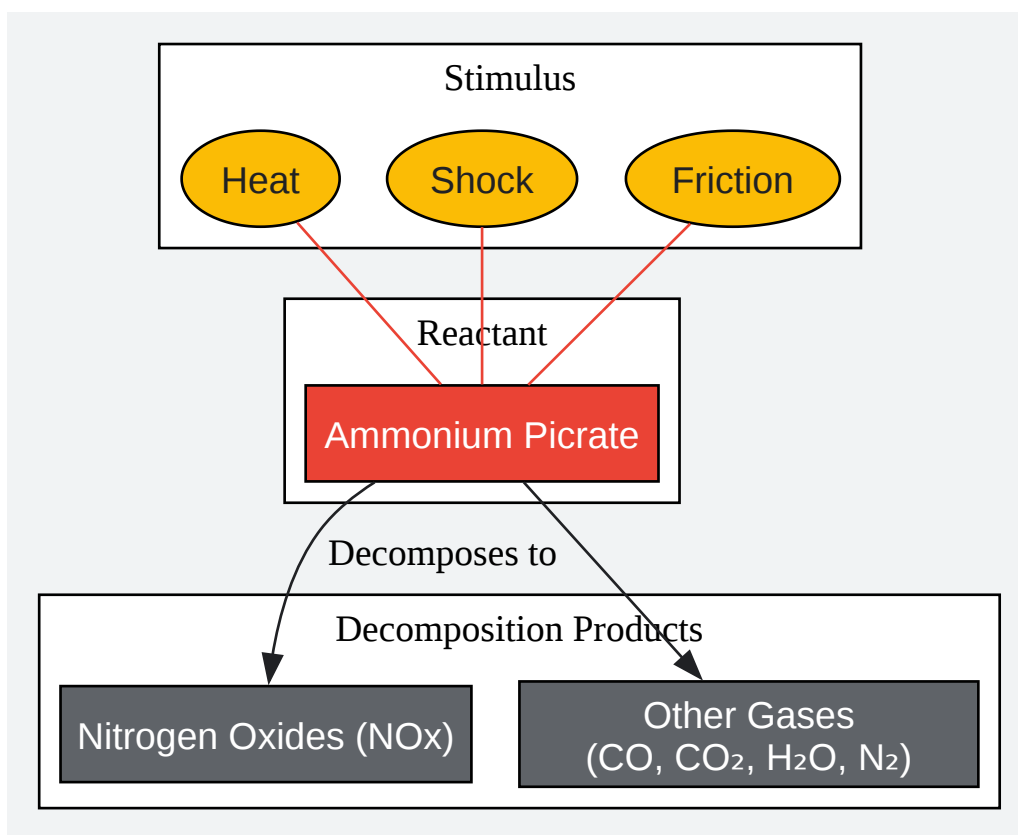 Stimulus
Heat
Shock
Friction
Reactant
Ammonium Picrate
Decomposes to
Decomposition Products
Nitrogen Oxides (NOx)
Other Gases
(CO, CO₂, H₂O, N₂)